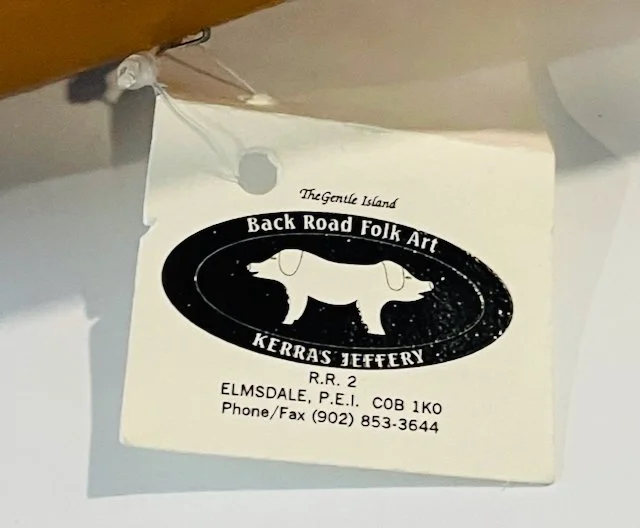 The Gentle Island
Back Road Folk Art
KERRAS JEFFERY
R.R. 2
ELMSDALE, P.E.I. C0B 1K0
Phone/Fax (902) 853-3644